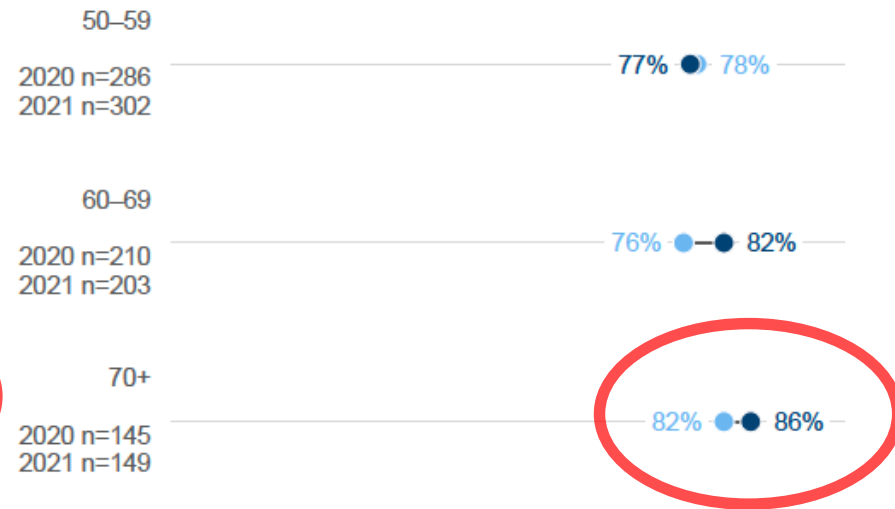 50–59
77% 78%
2020 n=286
2021 n=302
60–69
76% 82%
2020 n=210
2021 n=203
70+
82% 86%
2020 n=145
2021 n=149